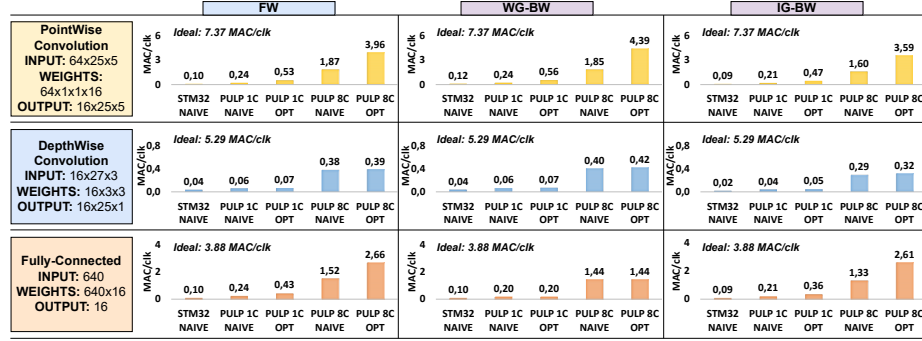 FW
WG-BW
IG-BW
PointWise
Convolution
INPUT: 64x25x5
WEIGHTS:
64x1x1x16
OUTPUT: 16x25x5
MAC/clk
6
3
0
Ideal: 7.37 MAC/clk
0,10
0,24
0,53
1,87
3,96
STM32 NAIVE
PULP 1C NAIVE
PULP 1C OPT
PULP 8C NAIVE
PULP 8C OPT
MAC/clk
6
3
0
Ideal: 7.37 MAC/clk
0,12
0,24
0,56
1,85
4,39
STM32 NAIVE
PULP 1C NAIVE
PULP 1C OPT
PULP 8C NAIVE
PULP 8C OPT
MAC/clk
6
3
0
Ideal: 7.37 MAC/clk
0,09
0,21
0,47
1,60
3,59
STM32 NAIVE
PULP 1C NAIVE
PULP 1C OPT
PULP 8C NAIVE
PULP 8C OPT
DepthWise
Convolution
INPUT: 16x27x3
WEIGHTS:
16x3x3
OUTPUT: 16x25x1
MAC/clk
0,8
0,4
0,0
Ideal: 5.29 MAC/clk
0,04
0,06
0,07
0,38
0,39
STM32 NAIVE
PULP 1C NAIVE
PULP 1C OPT
PULP 8C NAIVE
PULP 8C OPT
MAC/clk
0,8
0,4
0,0
Ideal: 5.29 MAC/clk
0,04
0,06
0,07
0,40
0,42
STM32 NAIVE
PULP 1C NAIVE
PULP 1C OPT
PULP 8C NAIVE
PULP 8C OPT
MAC/clk
0,8
0,4
0,0
Ideal: 5.29 MAC/clk
0,02
0,04
0,05
0,29
0,32
STM32 NAIVE
PULP 1C NAIVE
PULP 1C OPT
PULP 8C NAIVE
PULP 8C OPT
Fully-Connected
INPUT: 640
WEIGHTS: 640x16
OUTPUT: 16
MAC/clk
4
2
0
Ideal: 3.88 MAC/clk
0,10
0,24
0,43
1,52
2,66
STM32 NAIVE
PULP 1C NAIVE
PULP 1C OPT
PULP 8C NAIVE
PULP 8C OPT
MAC/clk
4
2
0
Ideal: 3.88 MAC/clk
0,10
0,20
0,20
1,44
1,44
STM32 NAIVE
PULP 1C NAIVE
PULP 1C OPT
PULP 8C NAIVE
PULP 8C OPT
MAC/clk
4
2
0
Ideal: 3.88 MAC/clk
0,09
0,21
0,36
1,33
2,61
STM32 NAIVE
PULP 1C NAIVE
PULP 1C OPT
PULP 8C NAIVE
PULP 8C OPT